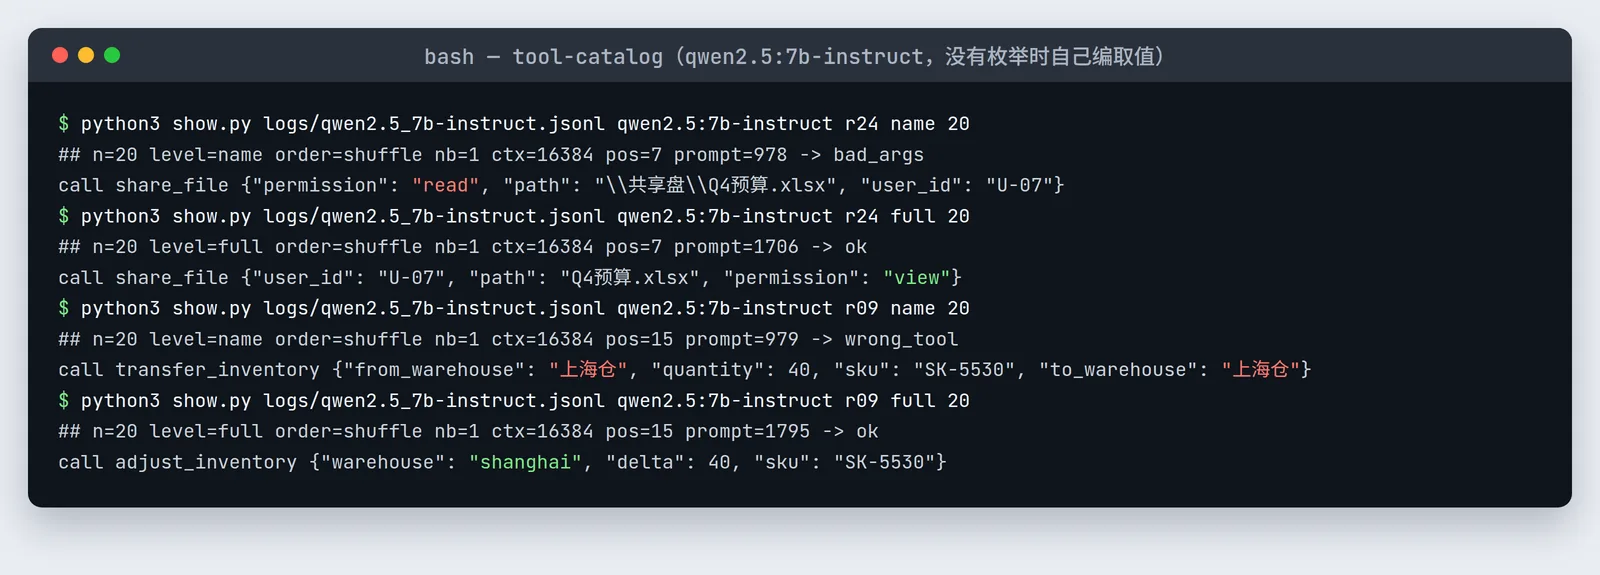 bash — tool-catalog（qwen2.5:7b-instruct，没有枚举时自己编取值）
$ python3 show.py logs/qwen2.5_7b-instruct.jsonl qwen2.5:7b-instruct r24 name 20
## n=20 level=name order=shuffle nb=1 ctx=16384 pos=7 prompt=978 -> bad_args
call share_file {"permission": "read", "path": "\\共享盘\\Q4预算.xlsx", "user_id": "U-07"}
$ python3 show.py logs/qwen2.5_7b-instruct.jsonl qwen2.5:7b-instruct r24 full 20
## n=20 level=full order=shuffle nb=1 ctx=16384 pos=7 prompt=1706 -> ok
call share_file {"user_id": "U-07", "path": "Q4预算.xlsx", "permission": "view"}
$ python3 show.py logs/qwen2.5_7b-instruct.jsonl qwen2.5:7b-instruct r09 name 20
## n=20 level=name order=shuffle nb=1 ctx=16384 pos=15 prompt=979 -> wrong_tool
call transfer_inventory {"from_warehouse": "上海仓", "quantity": 40, "sku": "SK-5530", "to_warehouse": "上海仓"}
$ python3 show.py logs/qwen2.5_7b-instruct.jsonl qwen2.5:7b-instruct r09 full 20
## n=20 level=full order=shuffle nb=1 ctx=16384 pos=15 prompt=1795 -> ok
call adjust_inventory {"warehouse": "shanghai", "delta": 40, "sku": "SK-5530"}